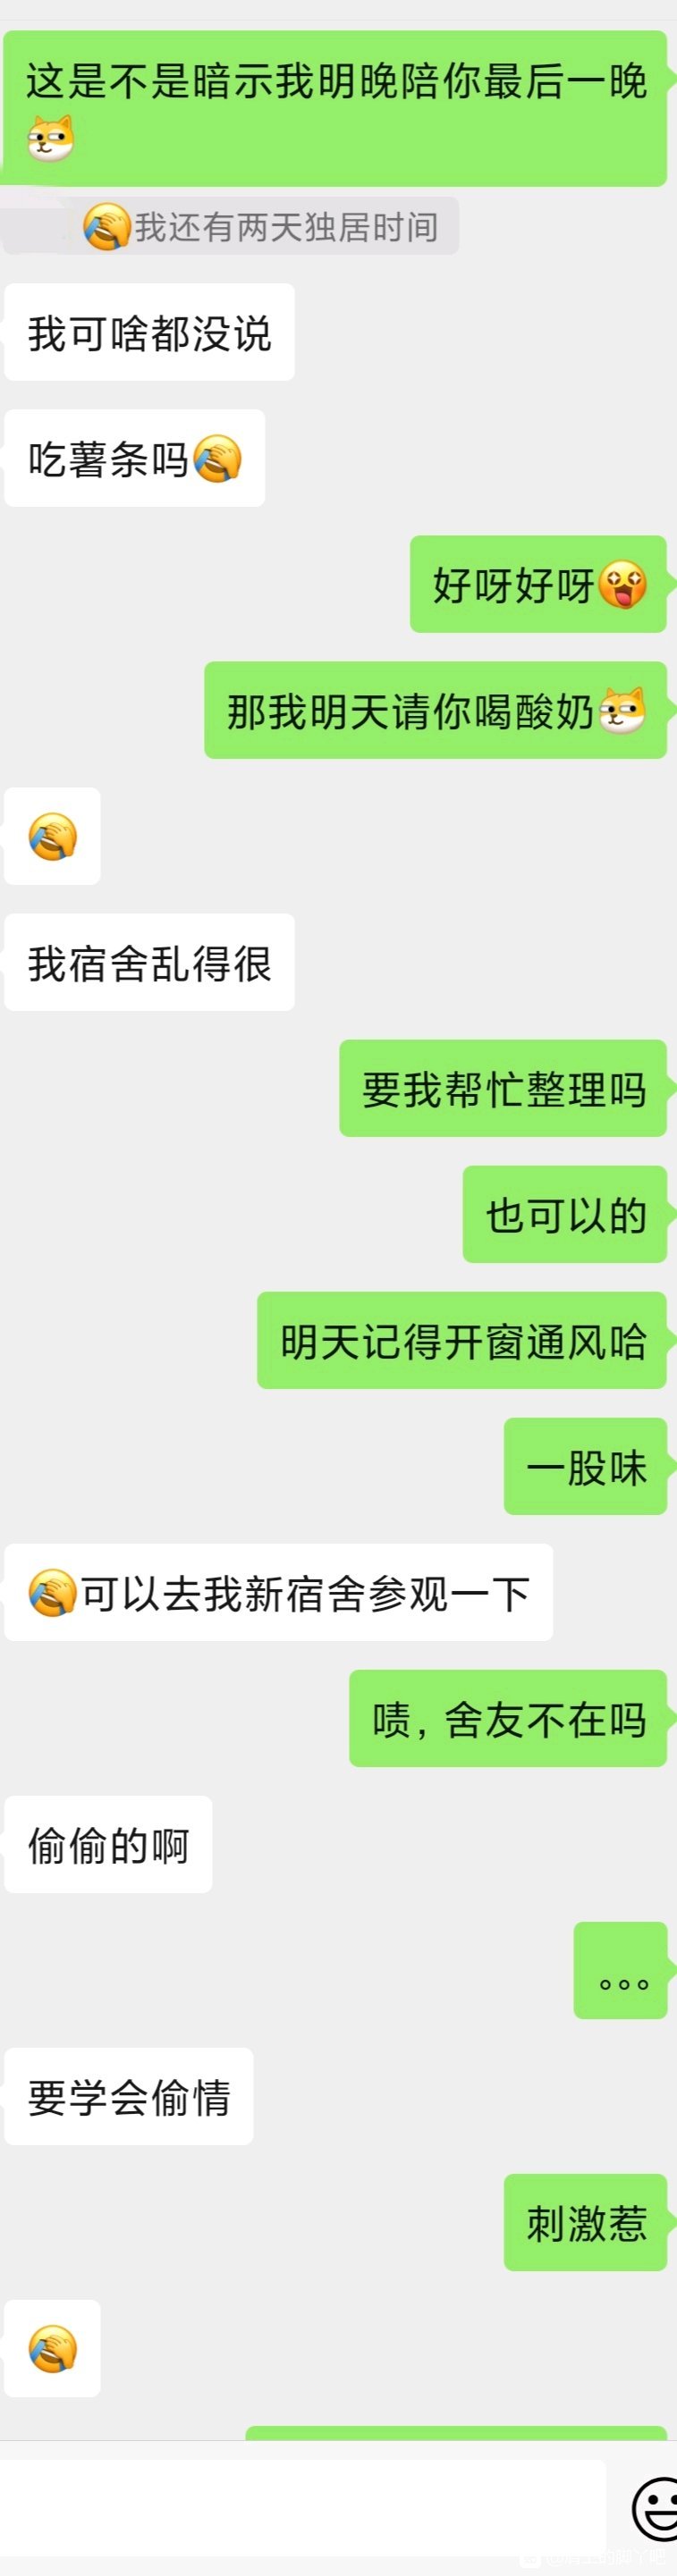 这是不是暗示我明晚陪你最后一晚
我还有两天独居时间
我可啥都没说
吃薯条吗
好呀好呀
那我明天请你喝酸奶
我宿舍乱得很
要我帮忙整理吗
也可以的
明天记得开窗通风哈
一股味
可以去我新宿舍参观一下
啧，舍友不在吗
偷偷的啊
。。。
要学会偷情
刺激惹